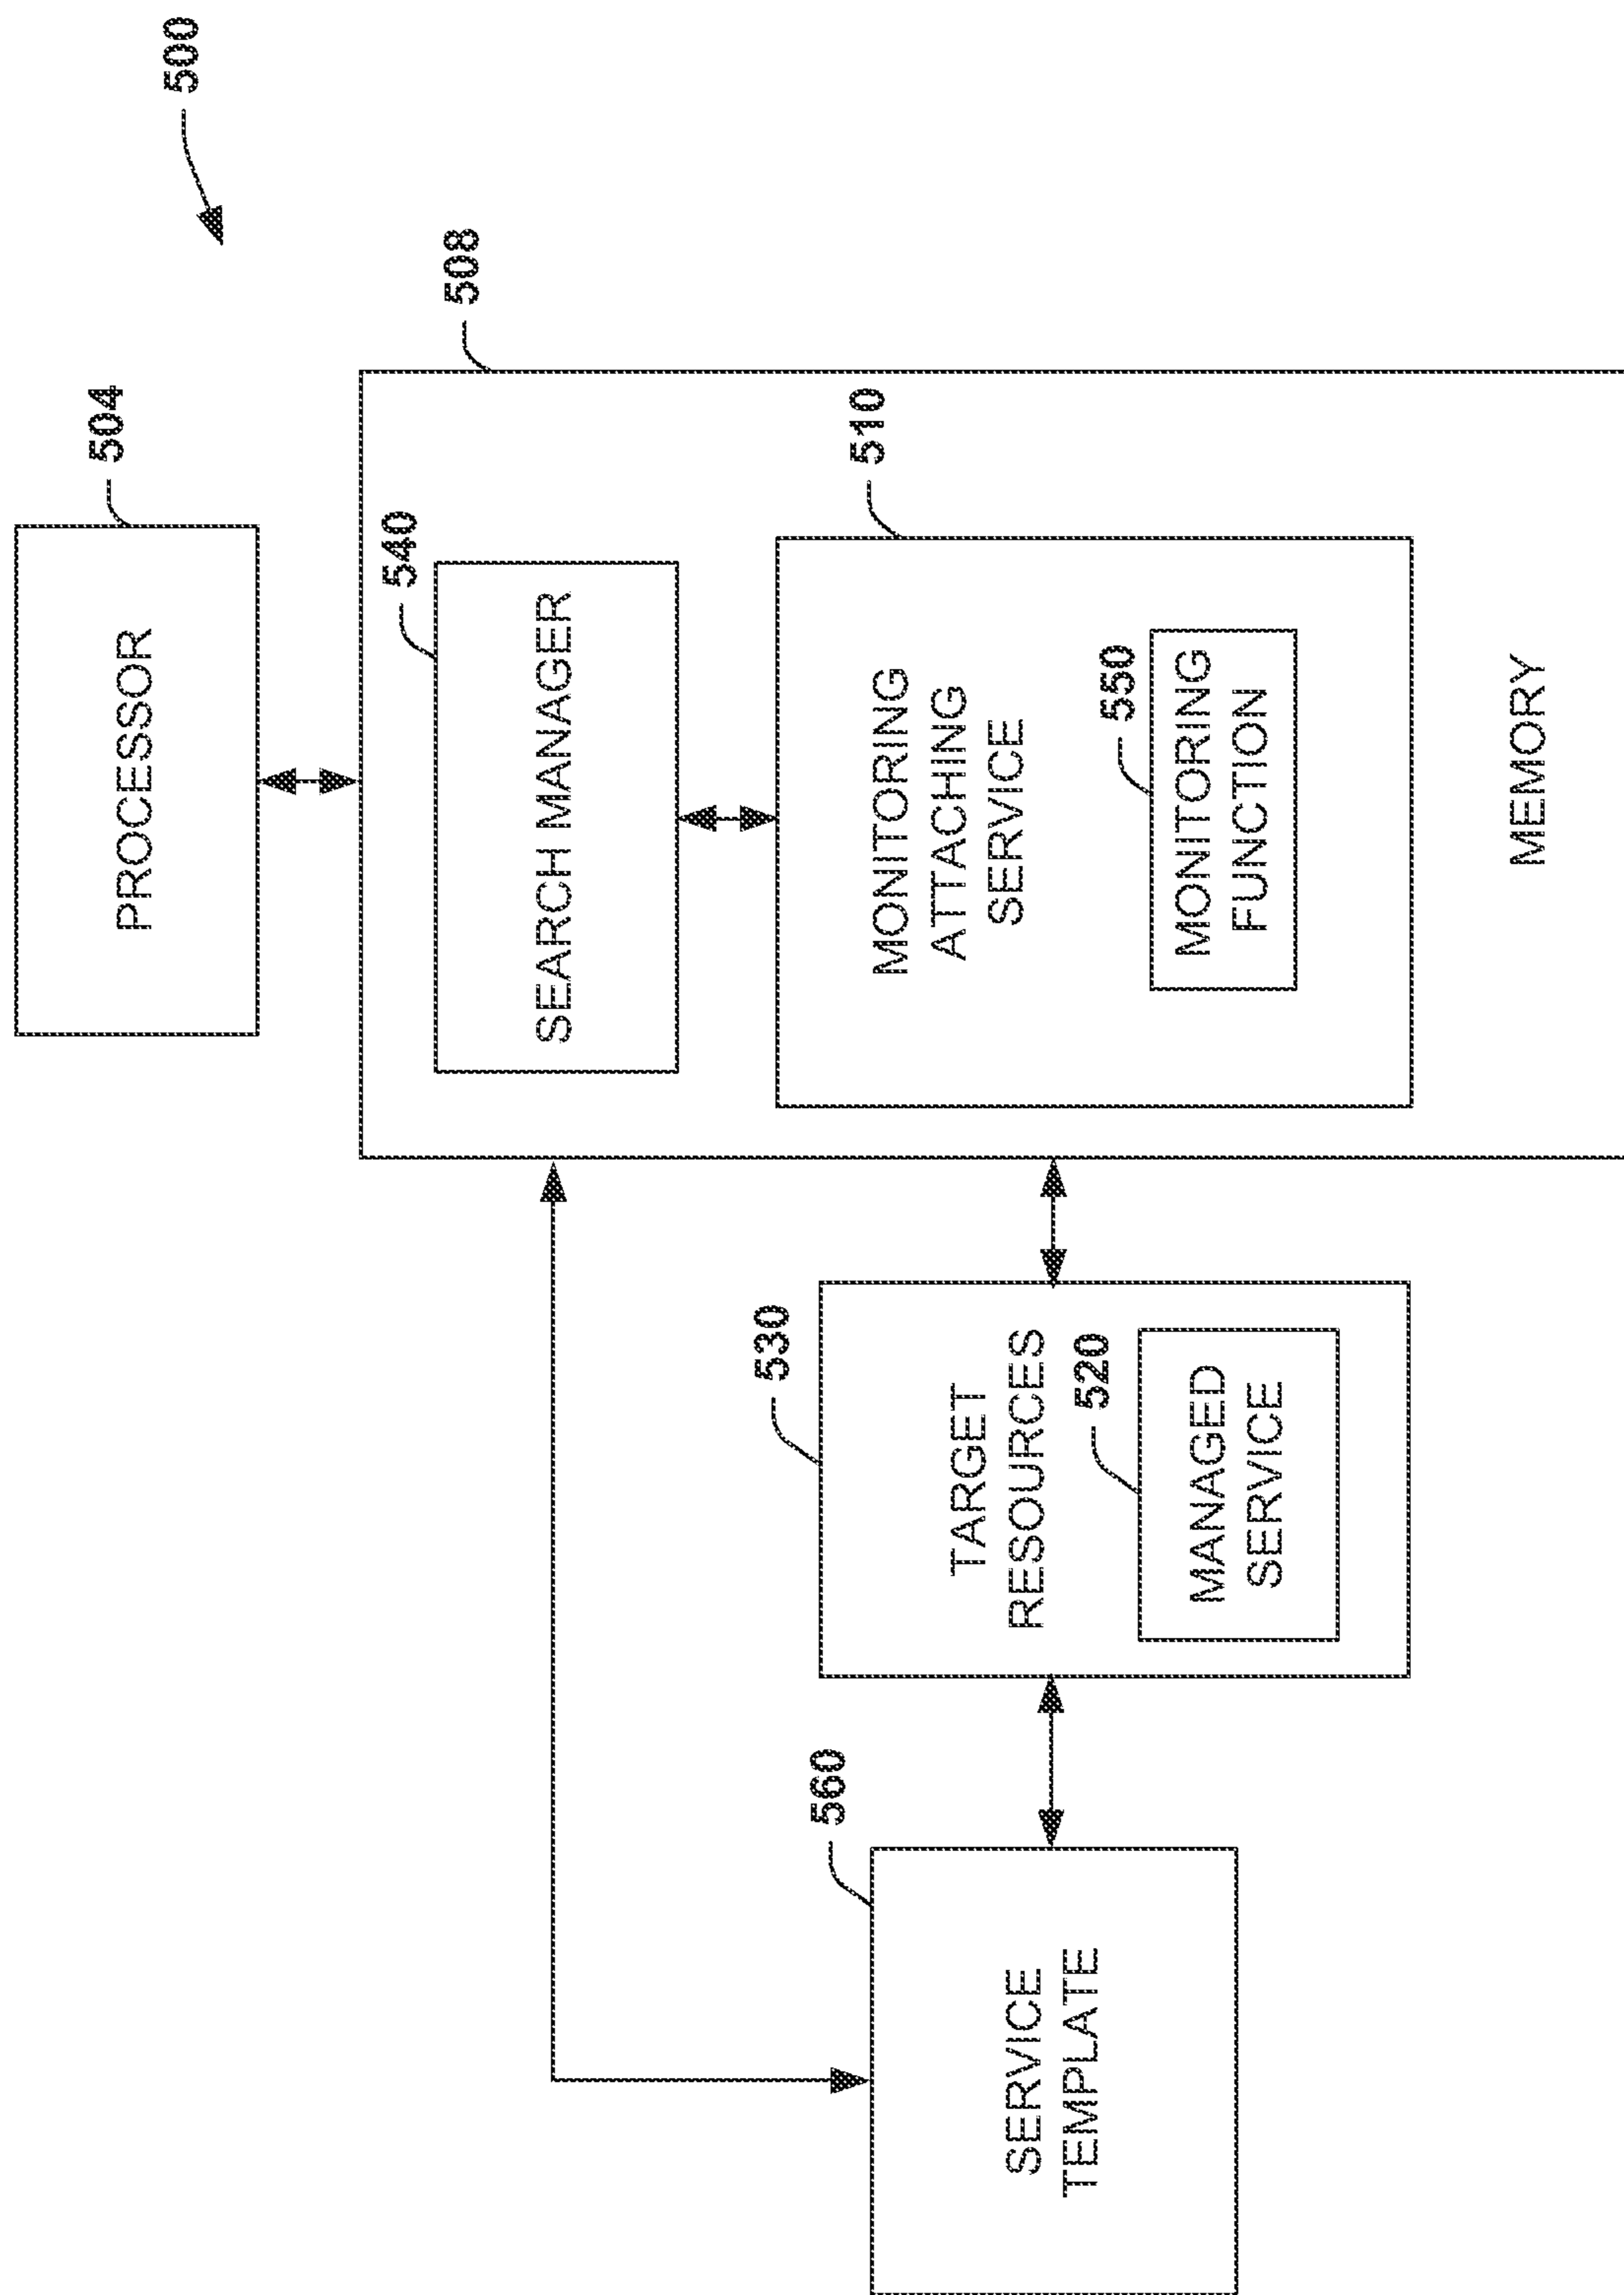 500
504
PROCESSOR
508
540
SEARCH MANAGER
510
MONITORING
ATTACHING
SERVICE
550
MONITORING
FUNCTION
MEMORY
530
TARGET
RESOURCES
520
MANAGED
SERVICE
560
SERVICE
TEMPLATE